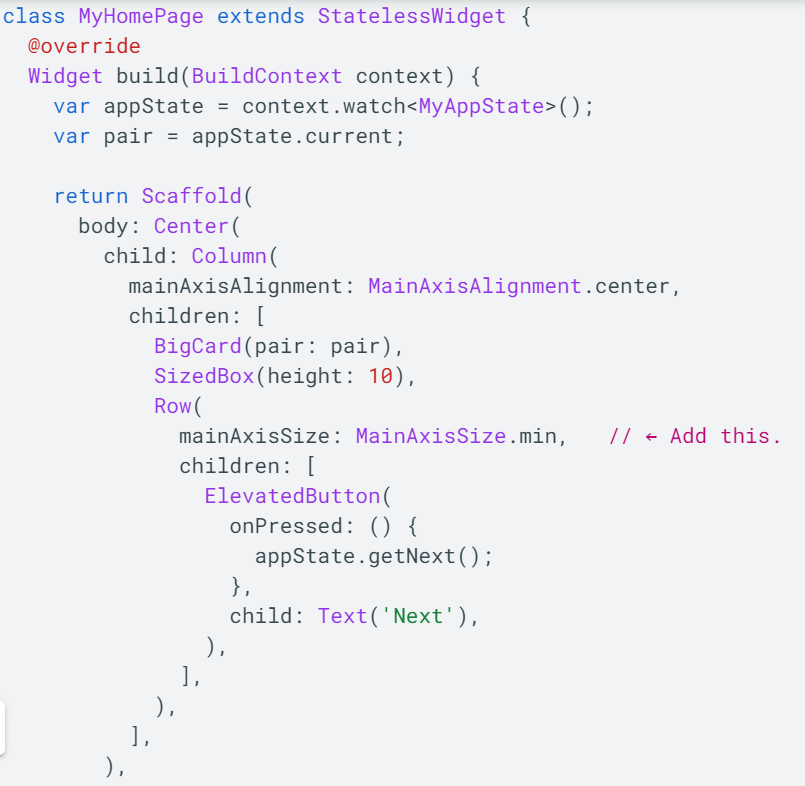 class MyHomePage extends StatelessWidget {
  @override
  Widget build(BuildContext context) {
    var appState = context.watch<MyAppState>();
    var pair = appState.current;

    return Scaffold(
      body: Center(
        child: Column(
          mainAxisAlignment: MainAxisAlignment.center,
          children: [
            BigCard(pair: pair),
            SizedBox(height: 10),
            Row(
              mainAxisSize: MainAxisSize.min,   // ← Add this.
              children: [
                ElevatedButton(
                  onPressed: () {
                    appState.getNext();
                  },
                  child: Text('Next'),
                ),
              ],
            ),
          ],
        ),